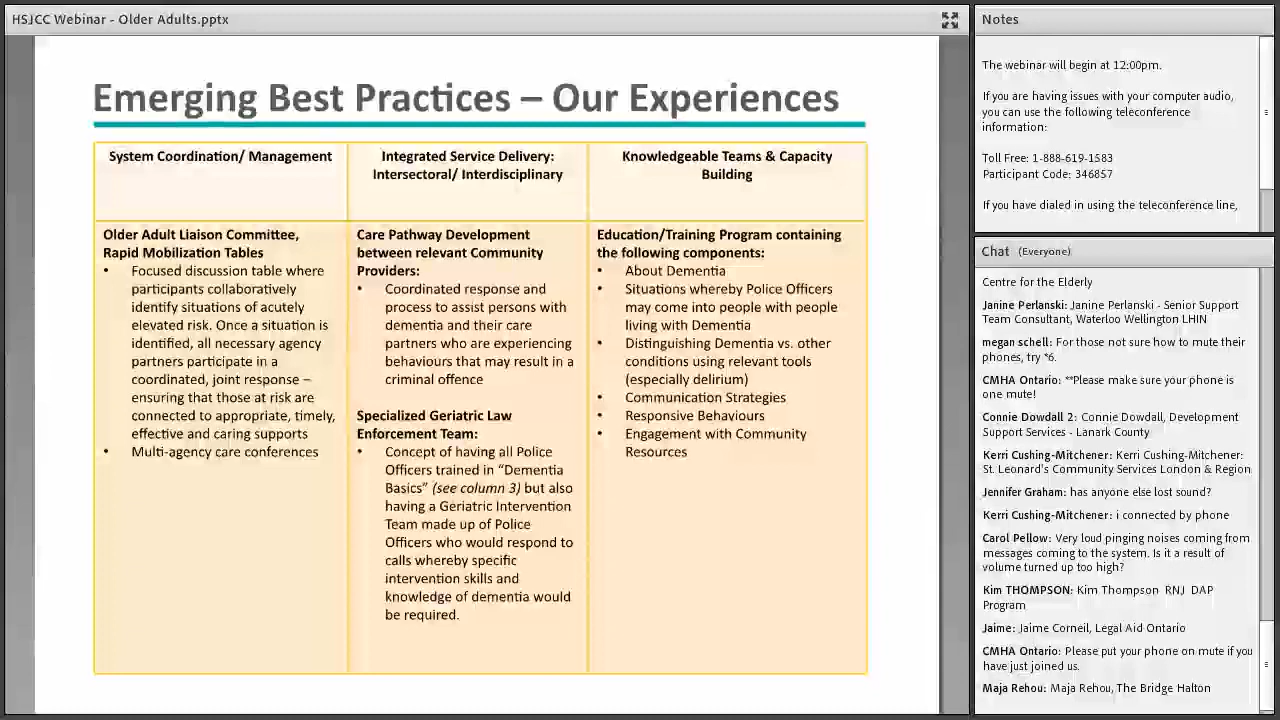 HSJCC Webinar - Older Adults.pptx
Emerging Best Practices – Our Experiences
System Coordination/ Management
Integrated Service Delivery:
Intersectoral/ Interdisciplinary
Knowledgeable Teams & Capacity
Building
Older Adult Liaison Committee,
Rapid Mobilization Tables
• Focused discussion table where
participants collaboratively
identify situations of acutely
elevated risk. Once a situation is
identified, all necessary agency
partners participate in a
coordinated, joint response –
ensuring that those at risk are
connected to appropriate, timely,
effective and caring supports
• Multi-agency care conferences
Care Pathway Development
between relevant Community
Providers:
• Coordinated response and
process to assist persons with
dementia and their care
partners who are experiencing
behaviours that may result in a
criminal offence
Specialized Geriatric Law
Enforcement Team:
• Concept of having all Police
Officers trained in “Dementia
Basics” (see column 3) but also
having a Geriatric Intervention
Team made up of Police
Officers who would respond to
calls whereby specific
intervention skills and
knowledge of dementia would
be required.
Education/Training Program containing
the following components:
• About Dementia
• Situations whereby Police Officers
may come into people with people
living with Dementia
• Distinguishing Dementia vs. other
conditions using relevant tools
(especially delirium)
• Communication Strategies
• Responsive Behaviours
• Engagement with Community
Resources
Notes
The webinar will begin at 12:00pm.
If you are having issues with your computer audio,
you can use the following teleconference
information:
Toll Free: 1-888-619-1583
Participant Code: 346857
If you have dialed in using the teleconference line,
Chat (Everyone)
Centre for the Elderly
Janine Perlanski: Janine Perlanski - Senior Support
Team Consultant, Waterloo Wellington LHIN
megan schell: For those not sure how to mute their
phones, try *6.
CMHA Ontario: **Please make sure your phone is
one mute!
Connie Dowdall 2: Connie Dowdall, Development
Support Services - Lanark County
Kerri Cushing-Mitchener: Kerri Cushing-Mitchener:
St. Leonard's Community Services London & Region
Jennifer Graham: has anyone else lost sound?
Kerri Cushing-Mitchener: i connected by phone
Carol Pellow: Very loud pinging noises coming from
messages coming to the system. Is it a result of
volume turned up too high?
Kim THOMPSON: Kim Thompson RNJ DAP
Program
Jaime: Jaime Corneil, Legal Aid Ontario
CMHA Ontario: Please put your phone on mute if you
have just joined us.
Maja Rehou: Maja Rehou, The Bridge Halton